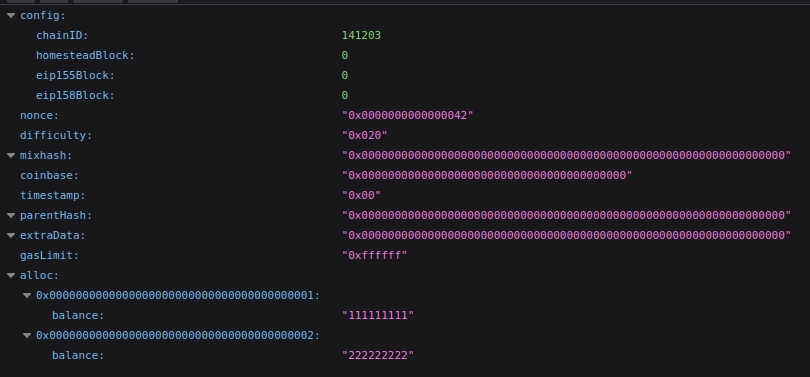 config:
chainID: 141203
homesteadBlock: 0
eip155Block: 0
eip158Block: 0
nonce: "0x0000000000000042"
difficulty: "0x020"
mixhash: "0x0000000000000000000000000000000000000000000000000000000000000000"
coinbase: "0x0000000000000000000000000000000000000000"
timestamp: "0x00"
parentHash: "0x0000000000000000000000000000000000000000000000000000000000000000"
extraData: "0x0000000000000000000000000000000000000000000000000000000000000000"
gasLimit: "0xffffff"
alloc:
0x0000000000000000000000000000000000000001:
balance: "111111111"
0x0000000000000000000000000000000000000002:
balance: "222222222"